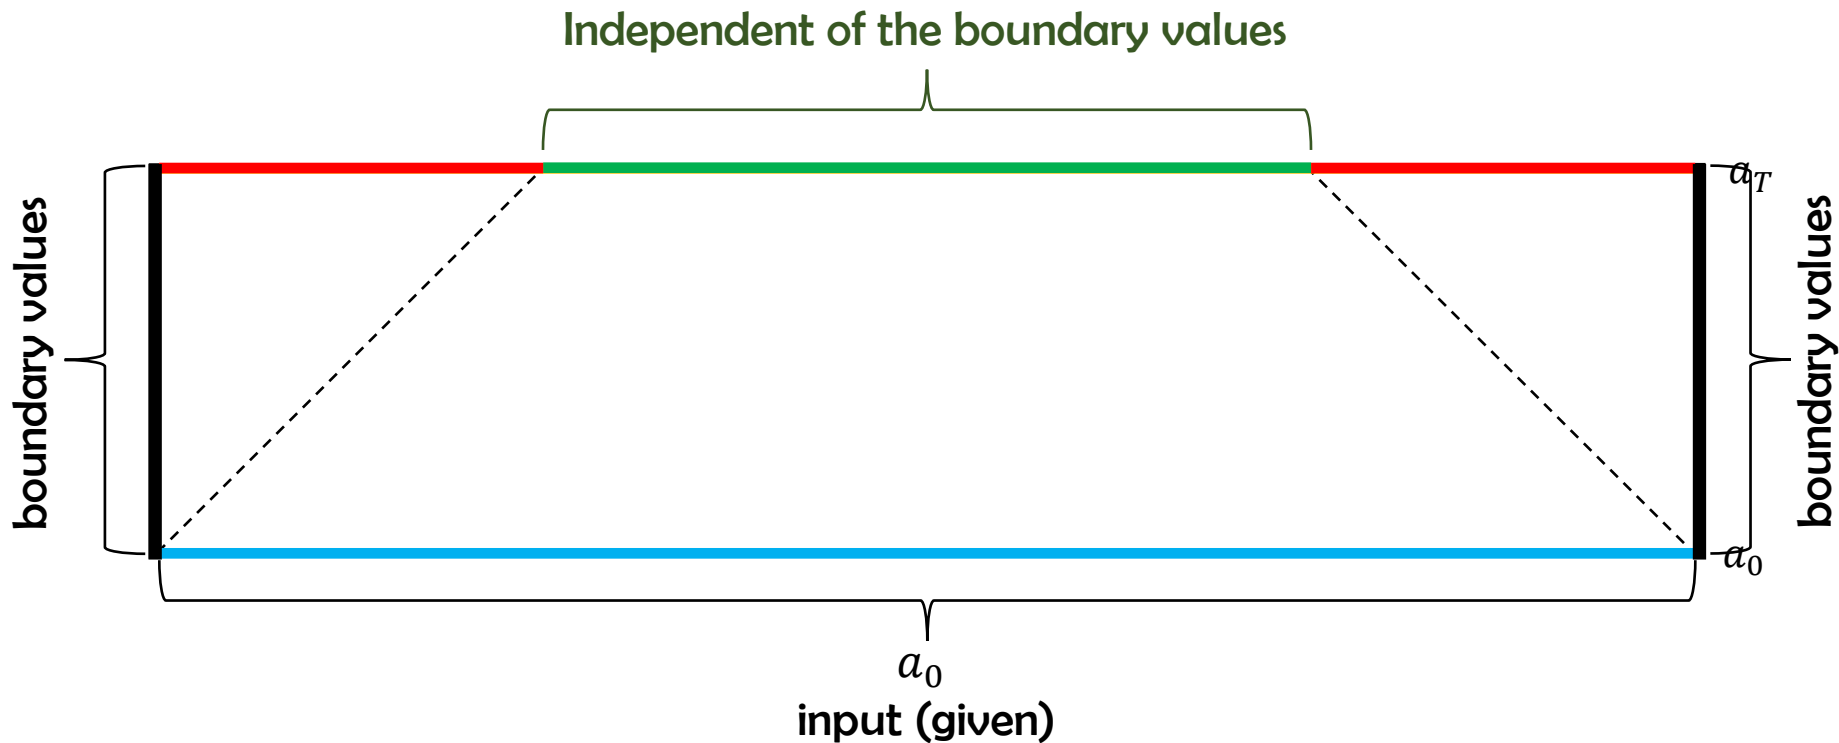 Independent of the boundary values
boundary values
a_T
boundary values
a_0
a_0
input (given)